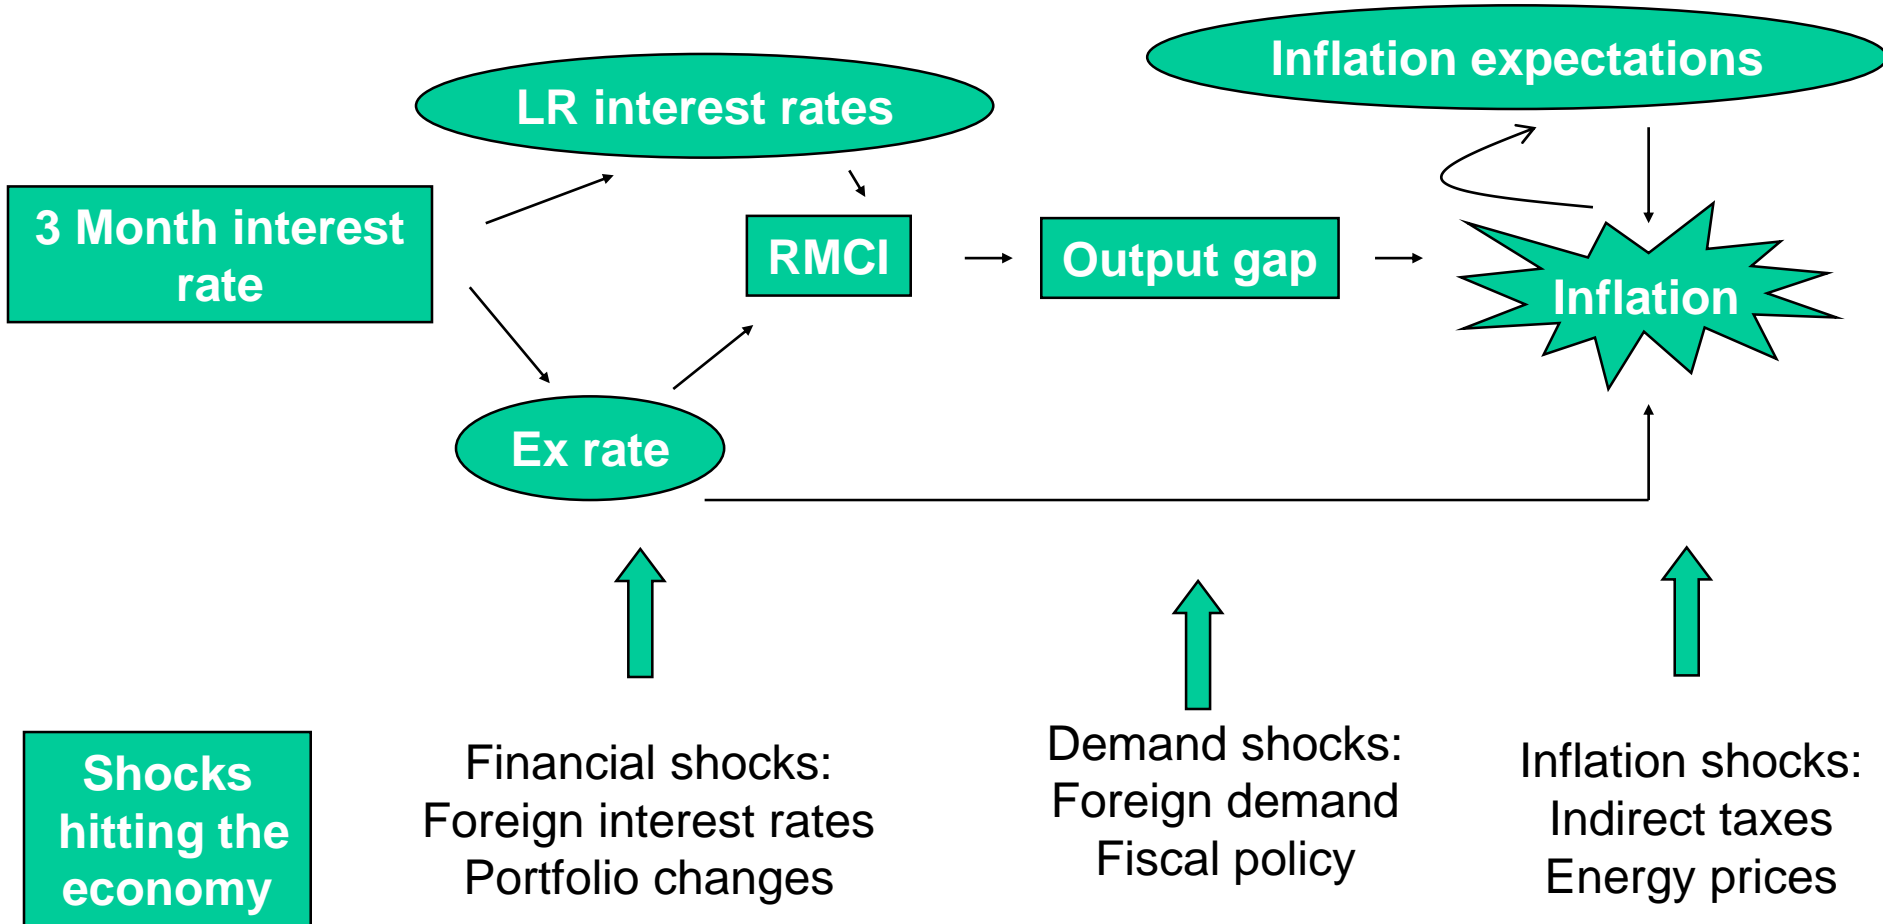 Inflation expectations
LR interest rates
3 Month interest
rate
RMCI
Output gap
Inflation
Ex rate
Shocks
hitting the
economy
Financial shocks:
Foreign interest rates
Portfolio changes
Demand shocks:
Foreign demand
Fiscal policy
Inflation shocks:
Indirect taxes
Energy prices